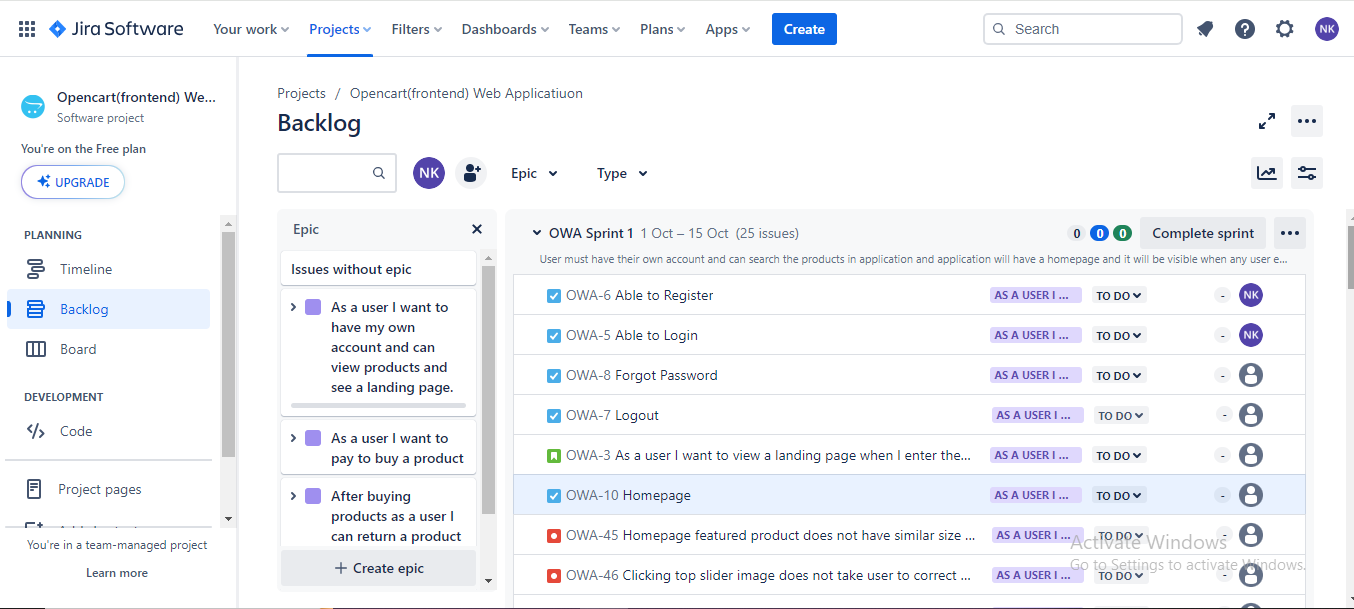 Jira Software Your work Projects Filters Dashboards Teams Plans Apps Create Search NK
Opencart(frontend) We...
Software project
You're on the Free plan
UPGRADE
PLANNING
Timeline
Backlog
Board
DEVELOPMENT
Code
Project pages
You're in a team-managed project
Learn more
Projects / Opencart(frontend) Web Applicatiuon
Backlog
NK Epic Type
Epic
Issues without epic
As a user I want to
have my own
account and can
view products and
see a landing page.
As a user I want to
pay to buy a product
After buying
products as a user I
can return a product
+ Create epic
OWA Sprint 1 1 Oct – 15 Oct (25 issues) 0 0 0 Complete sprint
User must have their own account and can search the products in application and application will have a homepage and it will be visible when any user e...
OWA-6 Able to Register AS A USER I ... TO DO - NK
OWA-5 Able to Login AS A USER I ... TO DO - NK
OWA-8 Forgot Password AS A USER I ... TO DO -
OWA-7 Logout AS A USER I ... TO DO -
OWA-3 As a user I want to view a landing page when I enter the... AS A USER I ... TO DO -
OWA-10 Homepage AS A USER I ... TO DO -
OWA-45 Homepage featured product does not have similar size ... AS A USER I ... TO DO -
OWA-46 Clicking top slider image does not take user to correct ... AS A USER I ... TO DO -
Activate Windows
Go to Settings to activate Windows.